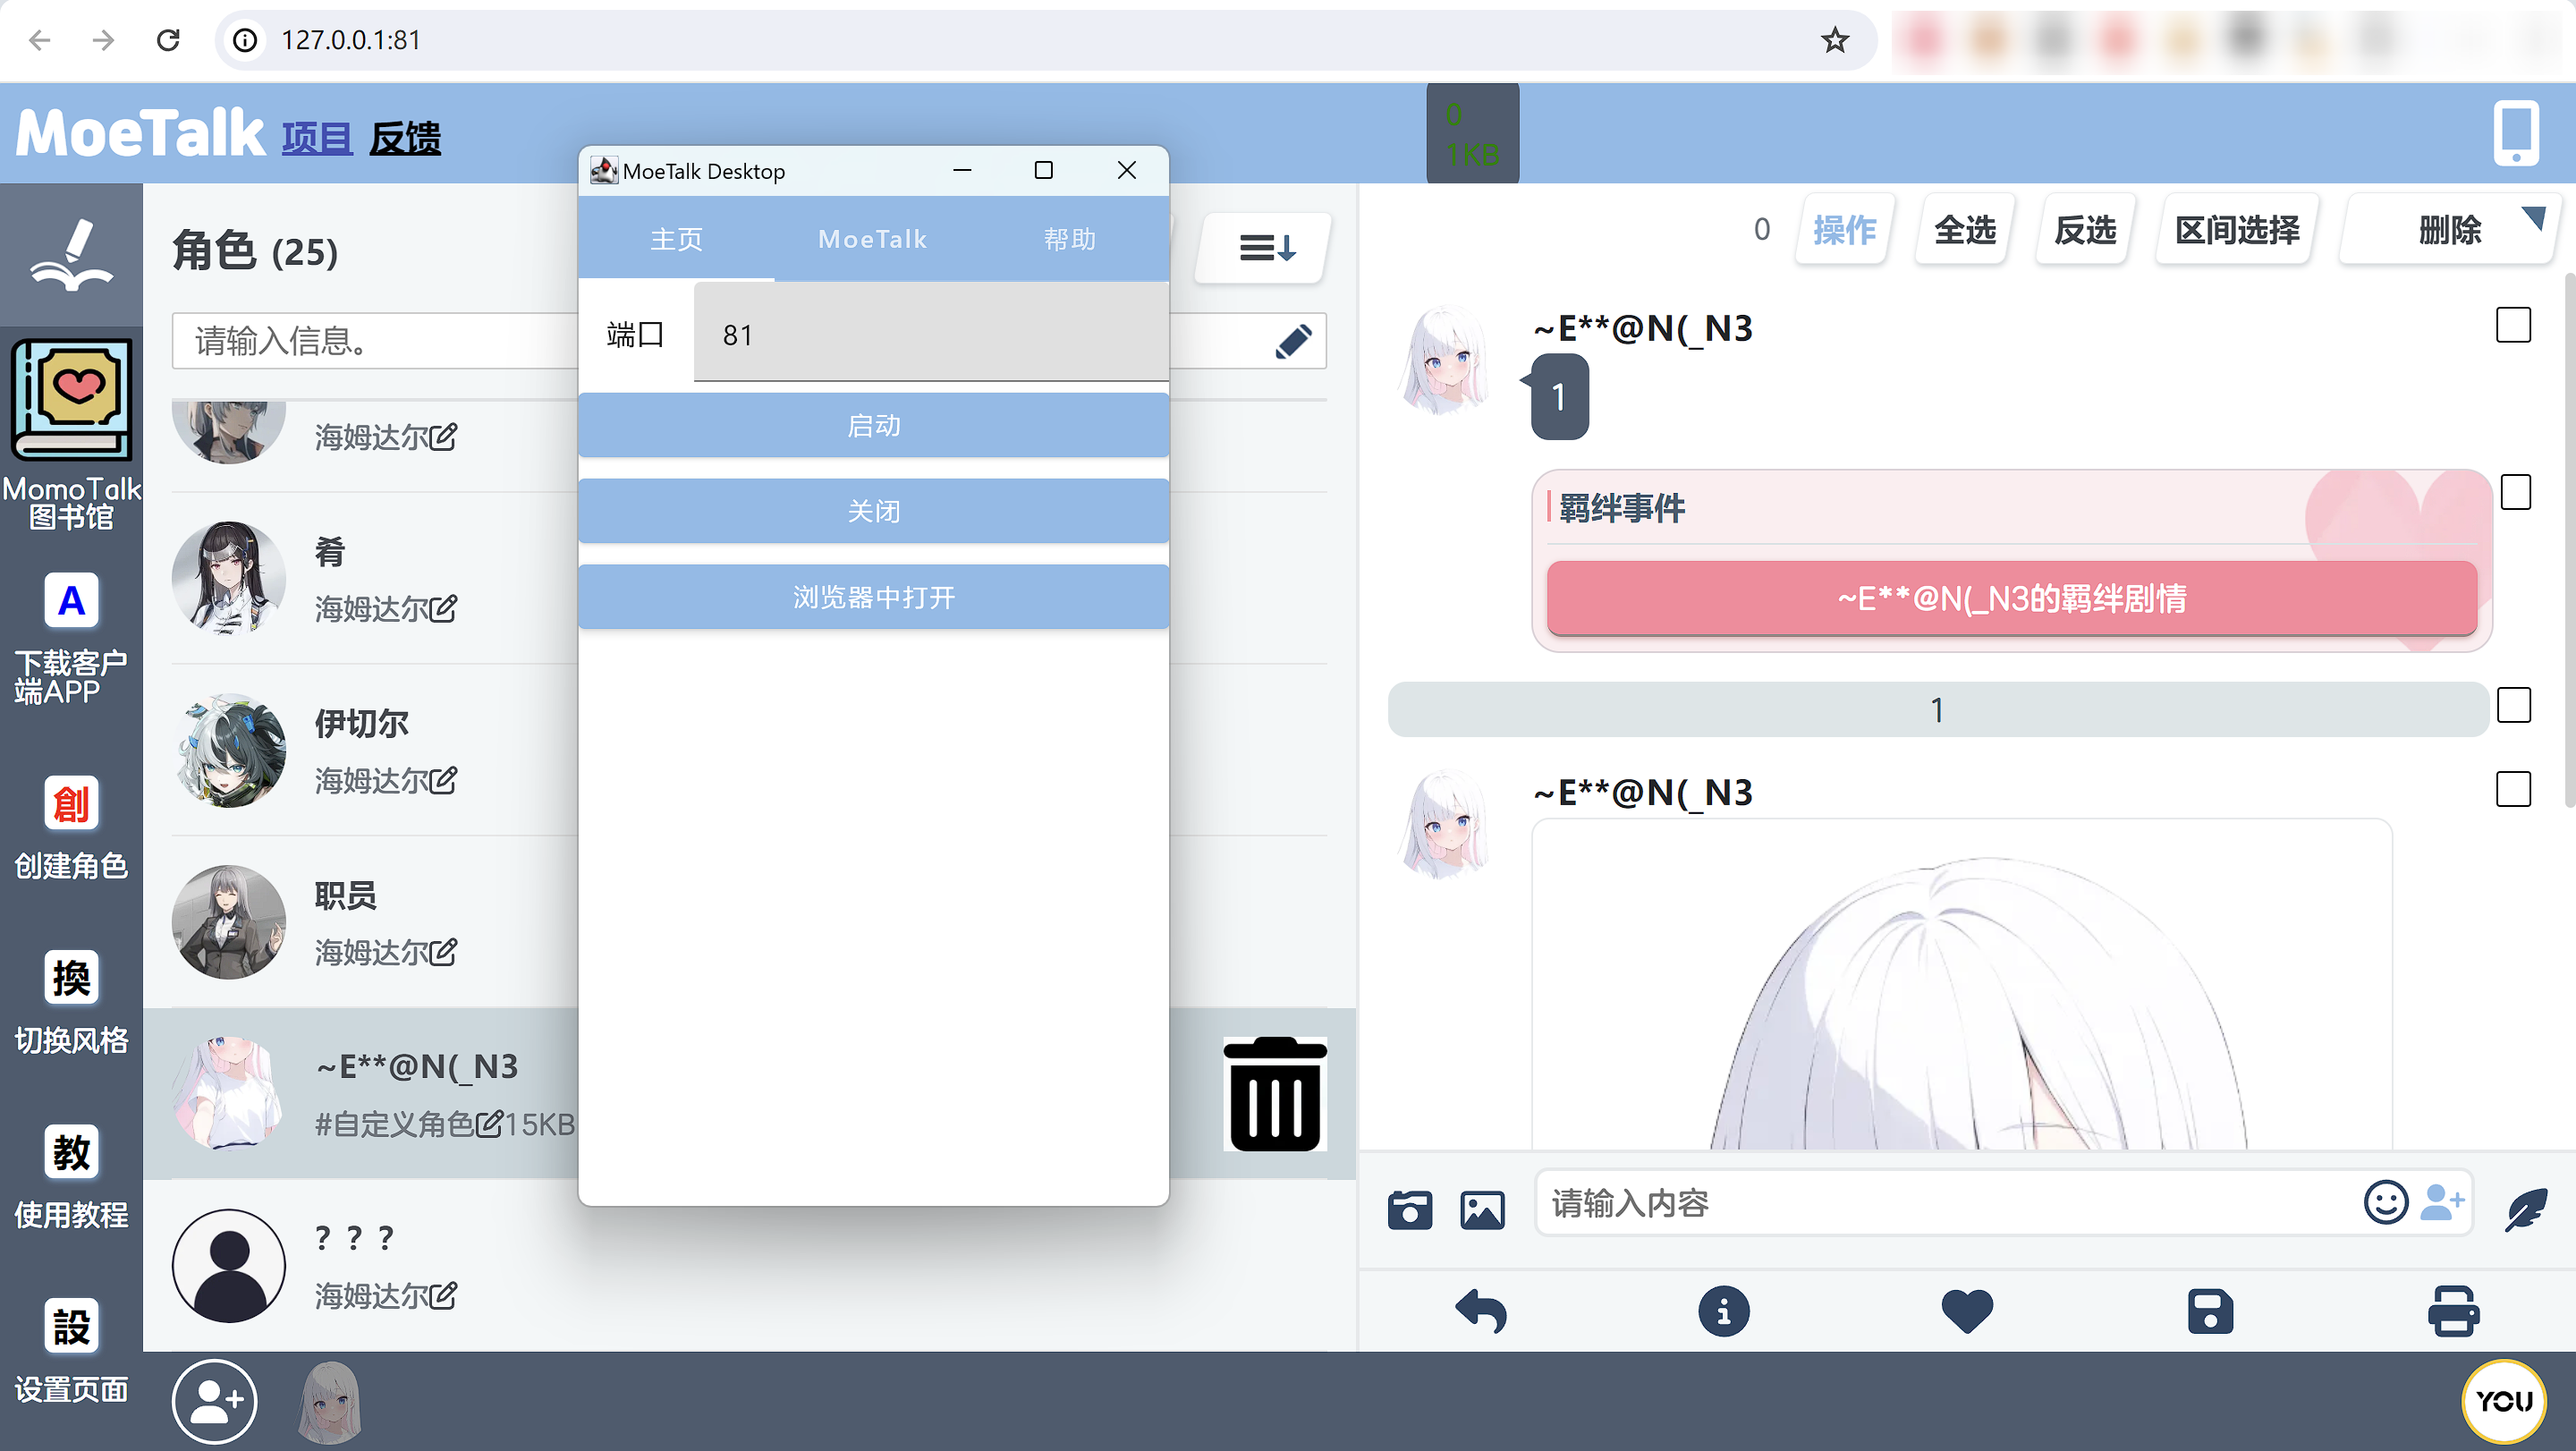 127.0.0.1:81
MoeTalk 项目 反馈
0
1KB
MomoTalk
图书馆
A
下载客户
端APP
創
创建角色
換
切换风格
教
使用教程
設
设置页面
角色 (25)
请输入信息。
海姆达尔
肴
海姆达尔
伊切尔
海姆达尔
职员
海姆达尔
~E**@N(_N3
#自定义角色 15KB
？？？
海姆达尔
MoeTalk Desktop
主页 MoeTalk 帮助
端口 81
启动
关闭
浏览器中打开
0 操作 全选 反选 区间选择 删除
~E**@N(_N3
1
羁绊事件
~E**@N(_N3的羁绊剧情
1
~E**@N(_N3
请输入内容
YOU